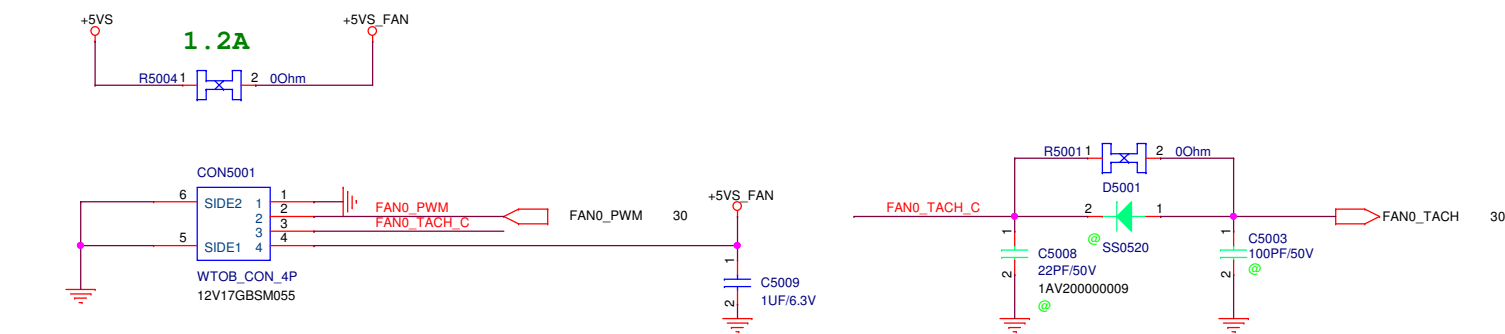 +5VS
+5VS_FAN
1.2A
R5004 1 2 0Ohm
CON5001
6 SIDE2 1 1
2 2 FAN0_PWM FAN0_PWM 30
3 3 FAN0_TACH_C
5 SIDE1 4 4
WTOB_CON_4P
12V17GBSM055
+5VS_FAN
1
C5009
1UF/6.3V
2
R5001 1 2 0Ohm
D5001
FAN0_TACH_C 2 1 FAN0_TACH 30
@ SS0520
1
C5008
22PF/50V
2
1AV200000009
@
1
C5003
100PF/50V
@
2